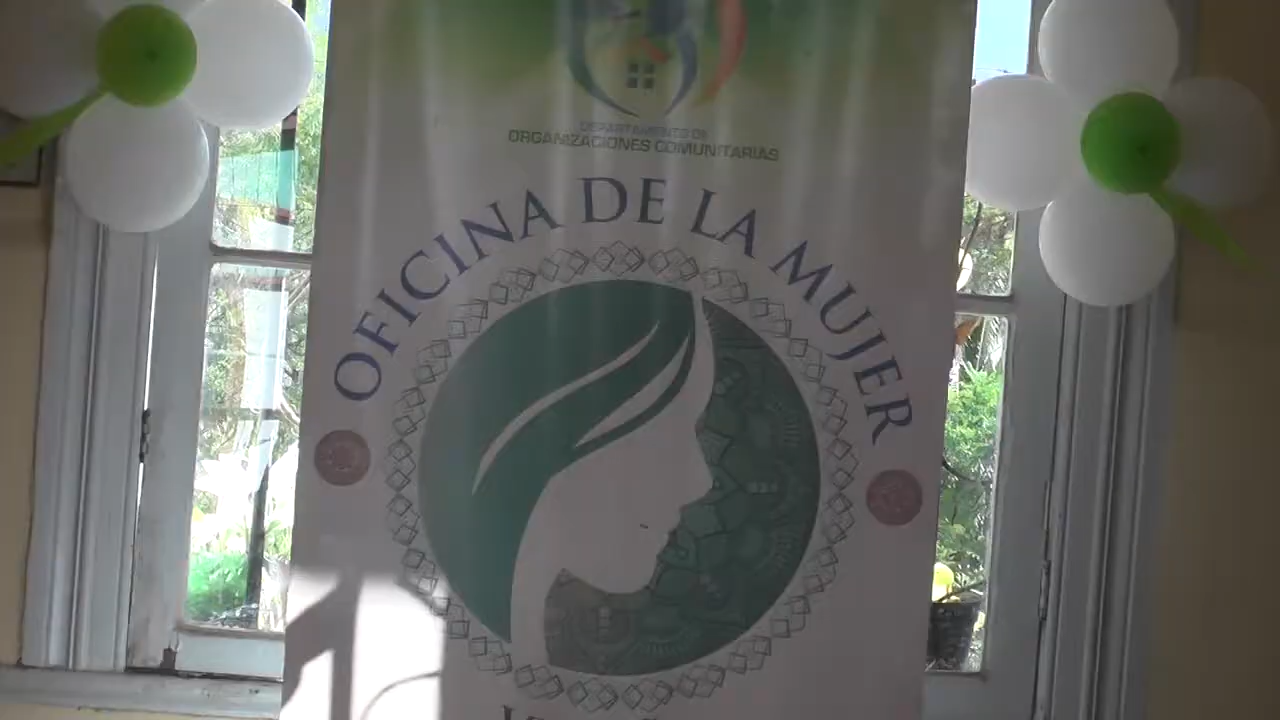 DEPARTAMENTO DE
ORGANIZACIONES COMUNITARIAS
OFICINA DE LA MUJER